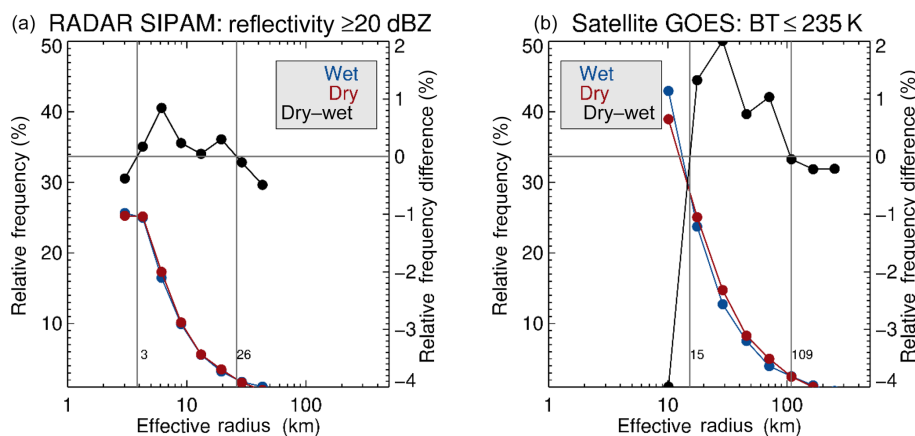 (a) RADAR SIPAM: reflectivity ≥20 dBZ
50
40
30
20
10
Relative frequency (%)
2
1
0
−1
−2
−3
−4
Relative frequency difference (%)
Wet
Dry
Dry−wet
3
26
1
10
100
Effective radius (km)
(b) Satellite GOES: BT ≤ 235 K
50
40
30
20
10
Relative frequency (%)
2
1
0
−1
−2
−3
−4
Relative frequency difference (%)
Wet
Dry
Dry−wet
15
109
1
10
100
Effective radius (km)